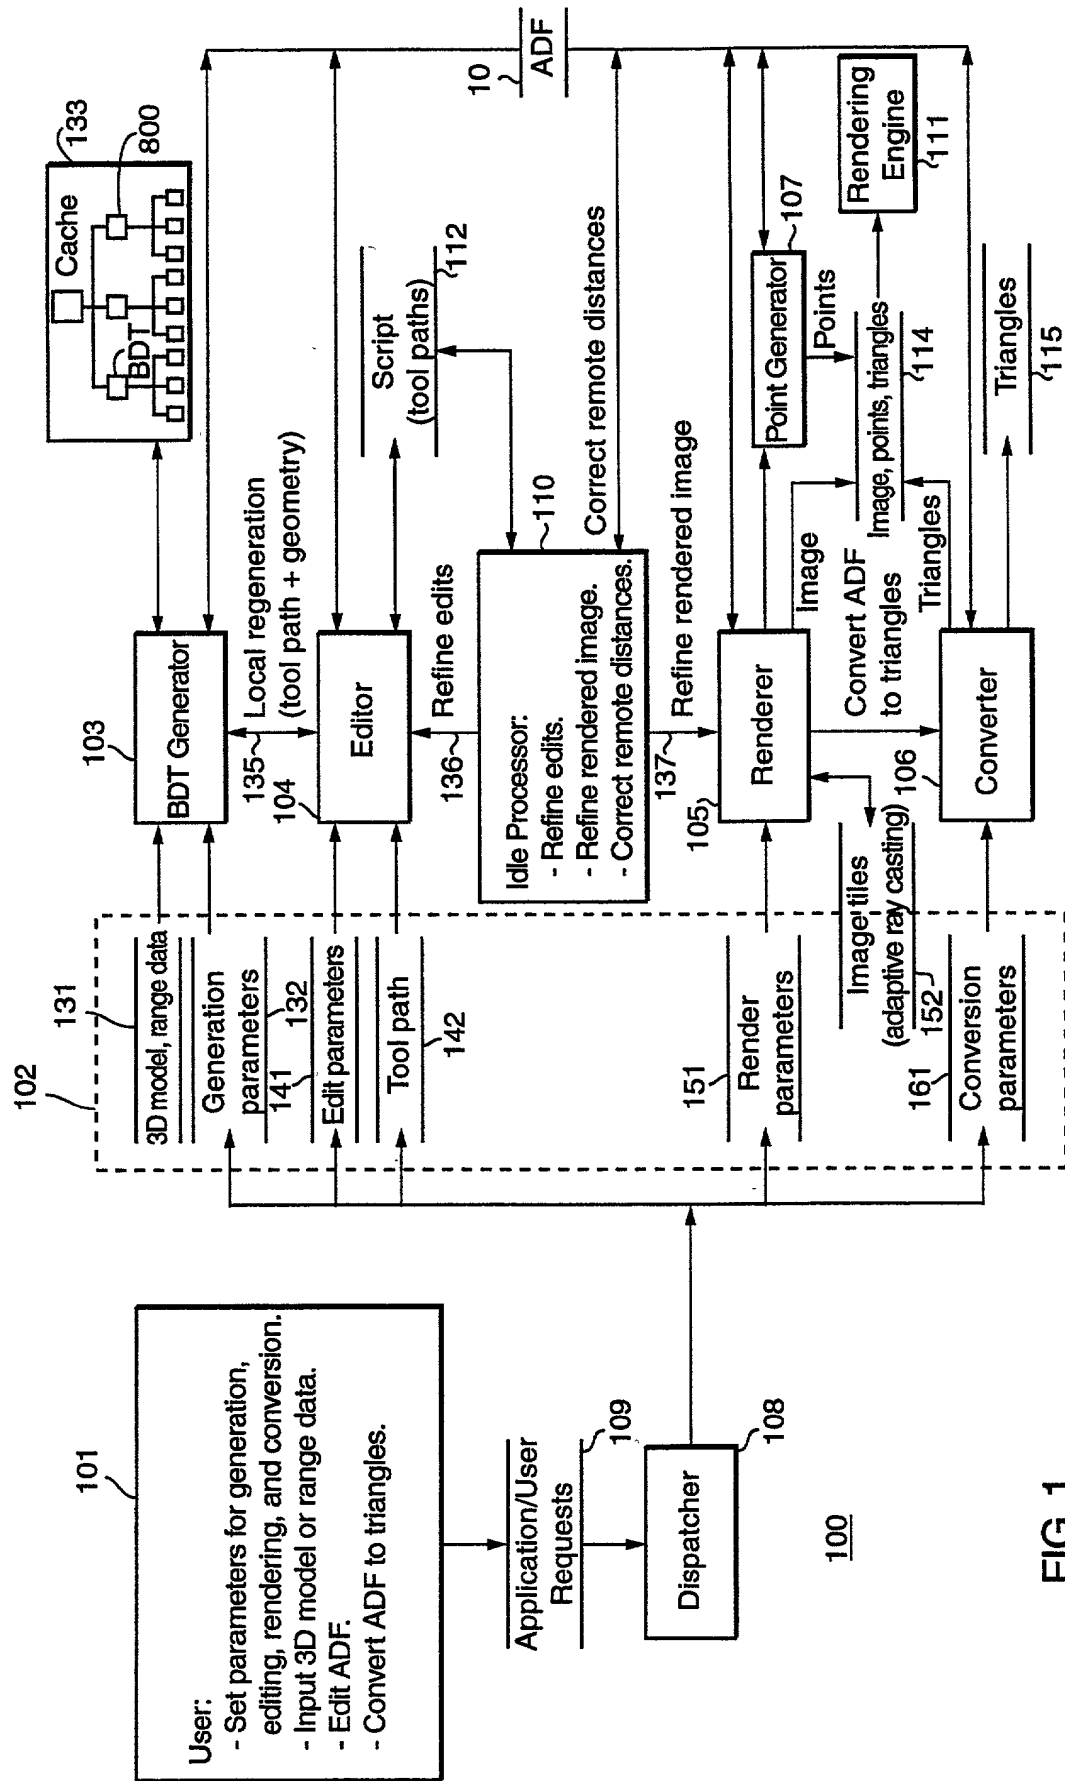 101
User:
- Set parameters for generation,
editing, rendering, and conversion.
- Input 3D model or range data.
- Edit ADF.
- Convert ADF to triangles.
Application/User
Requests
109
Dispatcher
108
100
102
131
3D model, range data
Generation
parameters
132
141
Edit parameters
Tool path
142
151
Render
parameters
Image tiles
(adaptive ray casting)
152
161
Conversion
parameters
103
BDT Generator
135
Local regeneration
(tool path + geometry)
104
Editor
136
Refine edits
110
Idle Processor:
- Refine edits.
- Refine rendered image.
- Correct remote distances.
137
Refine rendered image
105
Renderer
106
Convert ADF
to triangles
Converter
133
Cache
BDT
800
Script
(tool paths)
112
Correct remote distances
10
ADF
Point Generator
107
Points
Image
Image, points, triangles
114
Triangles
Rendering
Engine
111
Triangles
115
FIG. 1